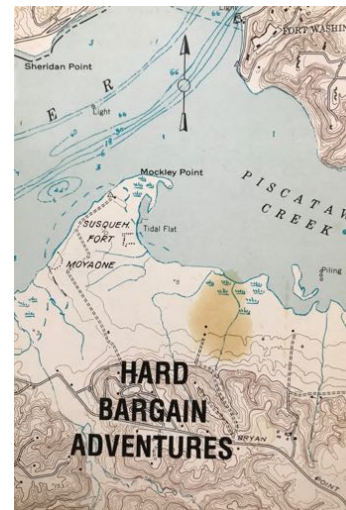 Light
FORT WASHIN
Sheridan Point
E R
Light
Mockley Point
PISCATAW
CREEK
SUSQUEH.
FORT
Tidal Flat
MOYAONE
Piling
HARD
BARGAIN
ADVENTURES
BRYAN
POINT